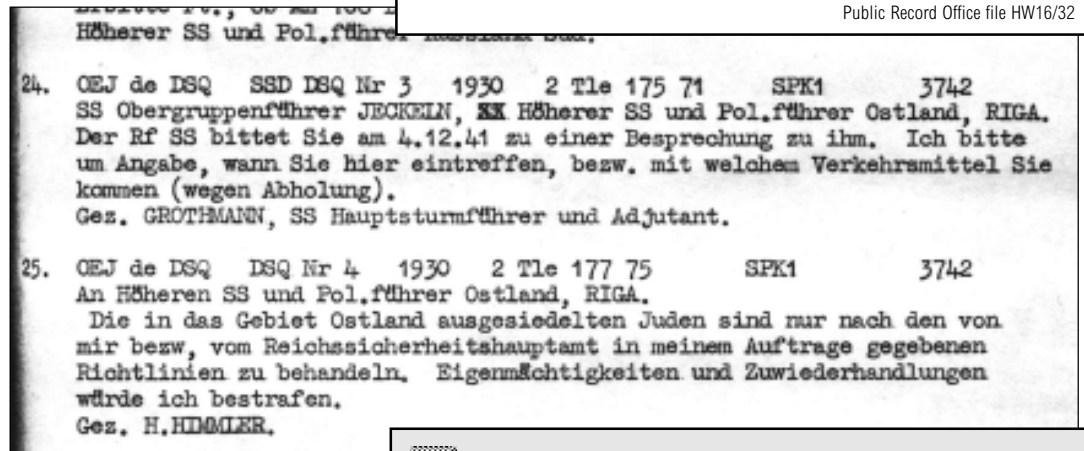 Public Record Office file HW16/32
Höherer SS und Pol.führer
24. OEJ de DSQ SSD DSQ Nr 3 1930 2 Tle 175 71 SPK1 3742
SS Obergruppenführer JECKELN, XX Höherer SS und Pol.führer Ostland, RIGA.
Der Rf SS bittet Sie am 4.12.41 zu einer Besprechung zu ihm. Ich bitte
um Angabe, wann Sie hier eintreffen, bezw. mit welchem Verkehrsmittel Sie
kommen (wegen Abholung).
Gez. GROTHMANN, SS Hauptsturmführer und Adjutant.
25. OEJ de DSQ DSQ Nr 4 1930 2 Tle 177 75 SPK1 3742
An Höheren SS und Pol.führer Ostland, RIGA.
Die in das Gebiet Ostland ausgesiedelten Juden sind nur nach den von
mir bezw, vom Reichssicherheitshauptamt in meinem Auftrage gegebenen
Richtlinien zu behandeln. Eigenmächtigkeiten und Zuwiederhandlungen
würde ich bestrafen.
Gez. H.HIMMLER.